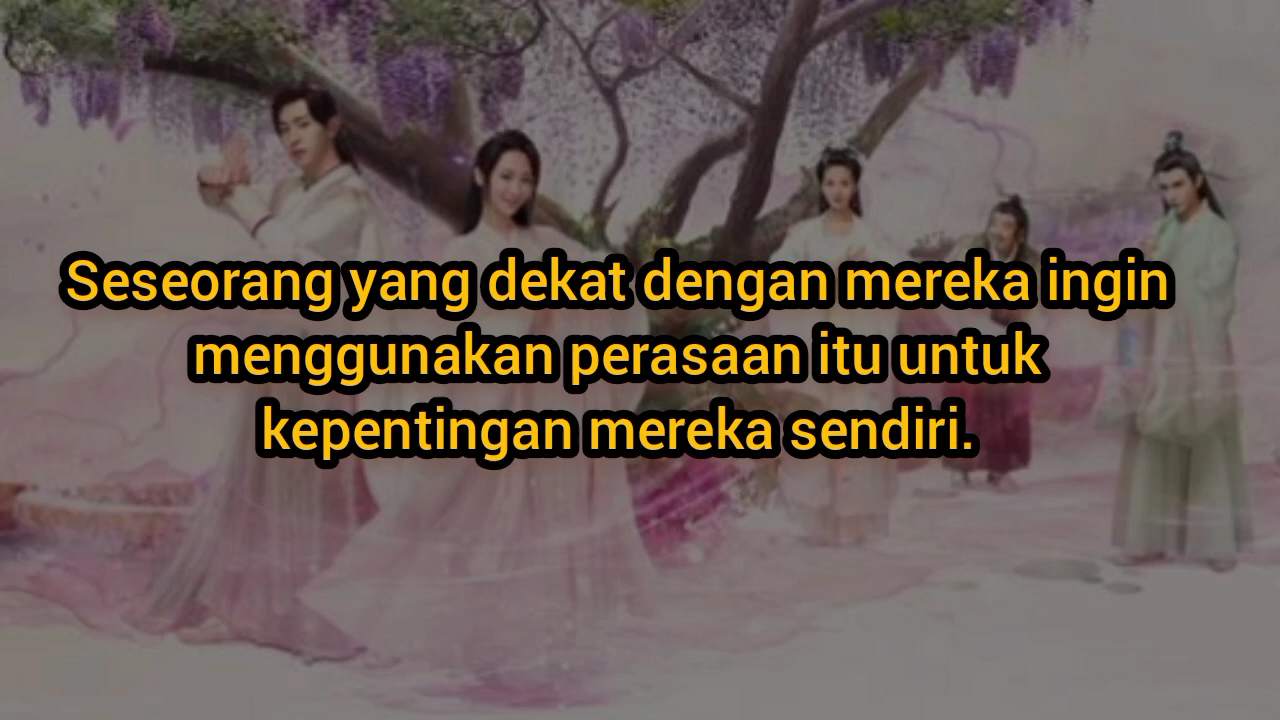 Seseorang yang dekat dengan mereka ingin
menggunakan perasaan itu untuk
kepentingan mereka sendiri.